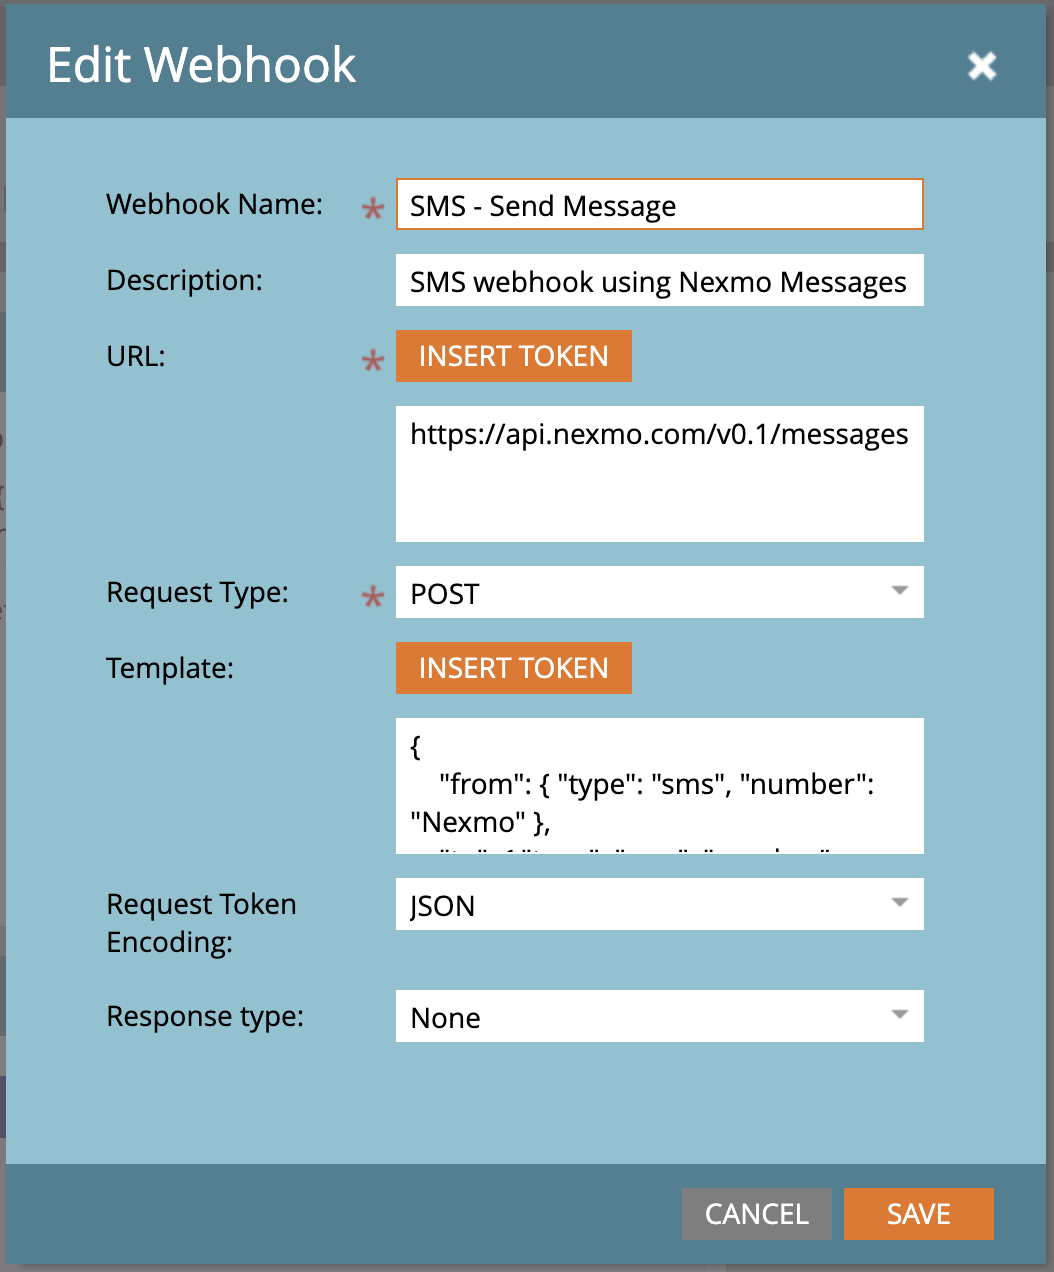 Edit Webhook
Webhook Name: * SMS - Send Message
Description: SMS webhook using Nexmo Messages
URL: * INSERT TOKEN
https://api.nexmo.com/v0.1/messages
Request Type: * POST
Template: INSERT TOKEN
{
"from": { "type": "sms", "number":
"Nexmo" },
Request Token
Encoding:
JSON
Response type: None
CANCEL SAVE